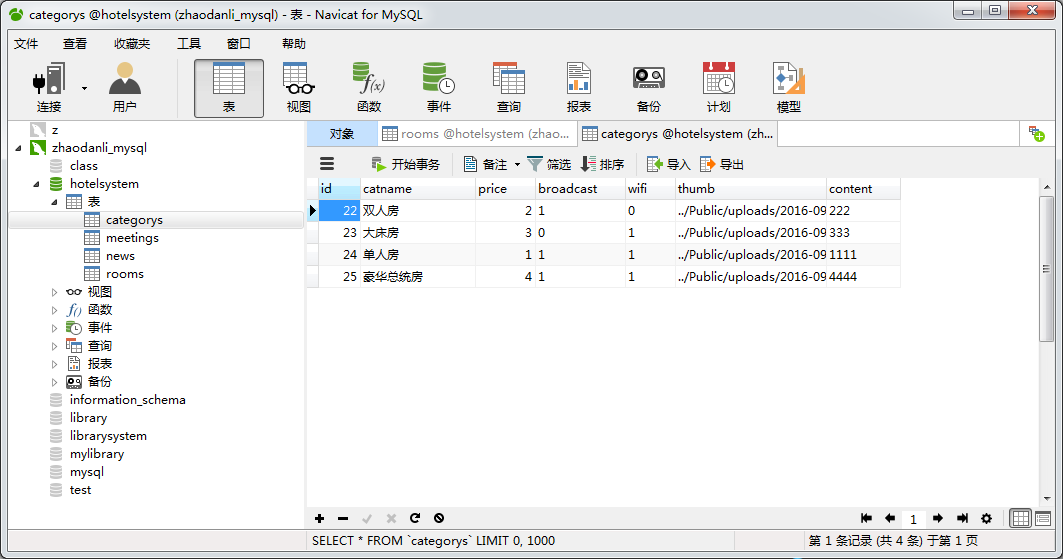 categorys @hotelsystem (zhaodanli_mysql) - 表 - Navicat for MySQL
文件 查看 收藏夹 工具 窗口 帮助
连接 用户 表 视图 函数 事件 查询 报表 备份 计划 模型
z
zhaodanli_mysql
class
hotelsystem
表
categorys
meetings
news
rooms
视图
函数
事件
查询
报表
备份
information_schema
library
librarysystem
mylibrary
mysql
test
对象 rooms @hotelsystem (zhao... categorys @hotelsystem (zh...
开始事务 备注 筛选 排序 导入 导出
id catname price broadcast wifi thumb content
22 双人房 2 1 0 ../Public/uploads/2016-09 222
23 大床房 3 0 1 ../Public/uploads/2016-09 333
24 单人房 1 1 1 ../Public/uploads/2016-09 1111
25 豪华总统房 4 1 1 ../Public/uploads/2016-09 4444
1
SELECT * FROM `categorys` LIMIT 0, 1000 第 1 条记录 (共 4 条) 于第 1 页